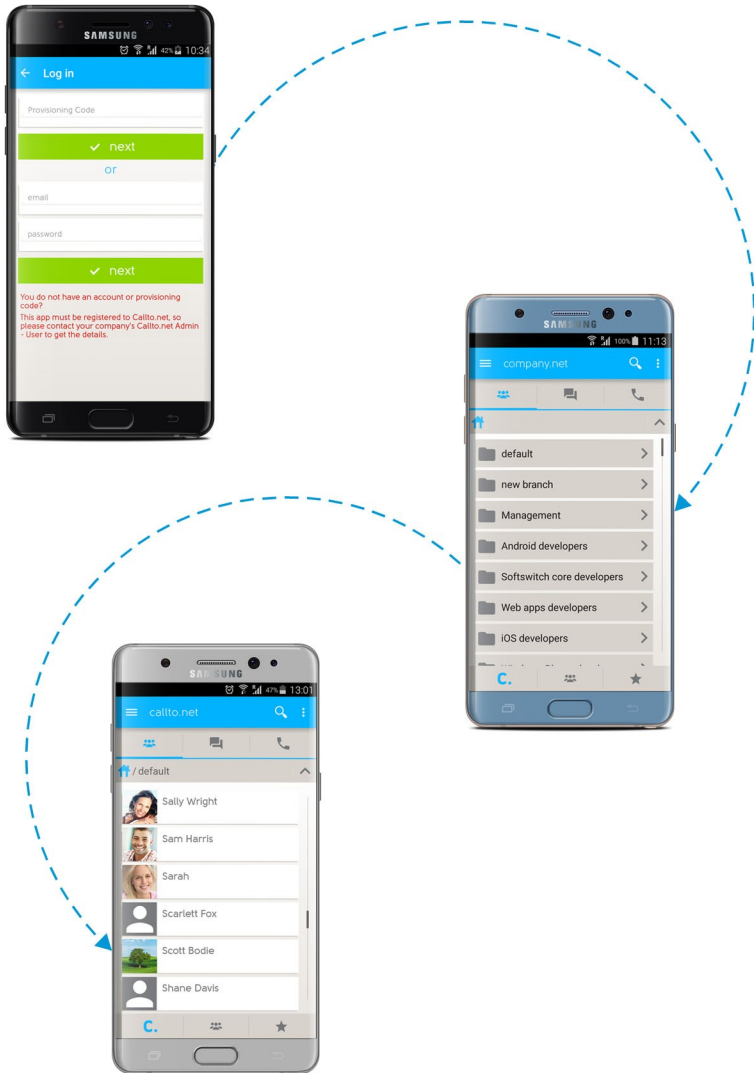 SAMSUNG
42% 10:34
Log in
Provisioning Code
next
or
email
password
next
You do not have an account or provisioning
code?
This app must be registered to Callto.net, so
please contact your company's Callto.net Admin
- User to get the details.
SAMSUNG
100% 11:13
company.net
default
new branch
Management
Android developers
Softswitch core developers
Web apps developers
iOS developers
C.
SAMSUNG
47% 13:01
callto.net
/ default
Sally Wright
Sam Harris
Sarah
Scarlett Fox
Scott Bodie
Shane Davis
C.